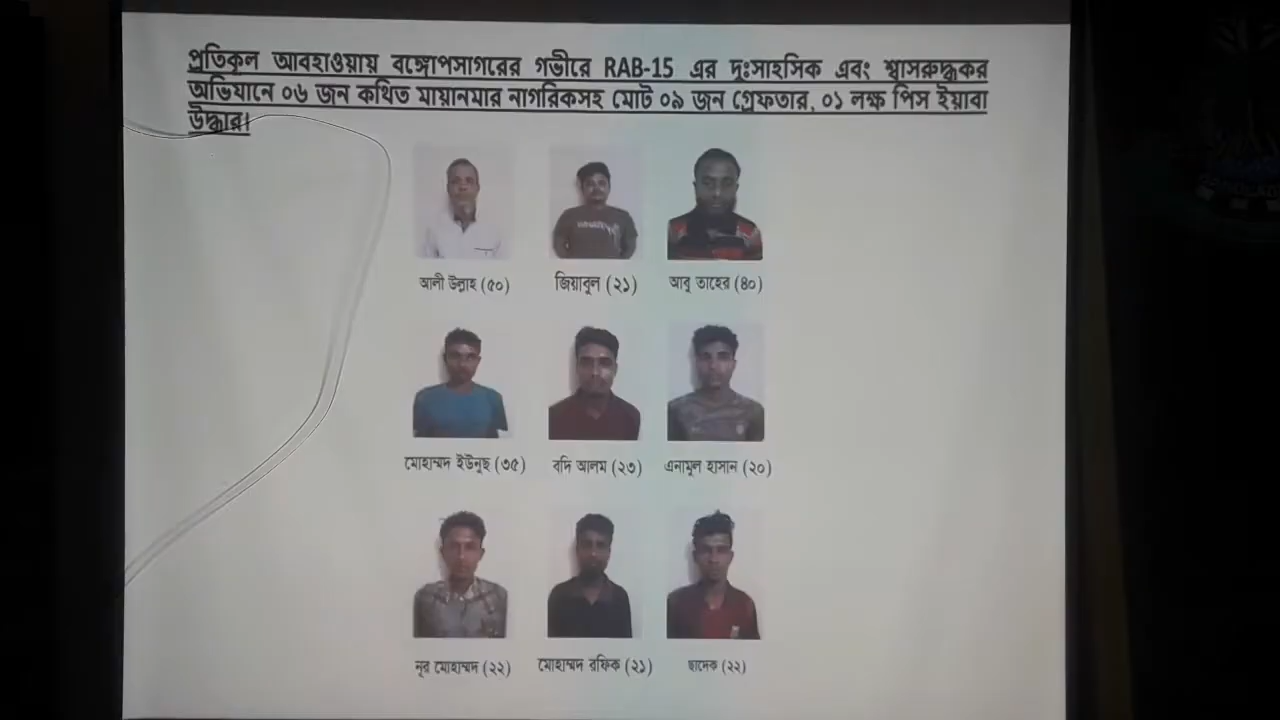 প্রতিকূল আবহাওয়ায় বঙ্গোপসাগরের গভীরে RAB-15 এর দুঃসাহসিক এবং শ্বাসরুদ্ধকর
অভিযানে ০৬ জন কথিত মায়ানমার নাগরিকসহ মোট ০৯ জন গ্রেফতার, ০১ লক্ষ পিস ইয়াবা
উদ্ধার।
আলী উল্লাহ (৫০) জিয়াবুল (২১) আবু তাহের (৪০)
মোহাম্মদ ইউনুছ (৩৫) বদি আলম (২৩) এনামুল হাসান (২০)
নূর মোহাম্মদ (২২) মোহাম্মদ রফিক (২১) ছাদেক (২২)